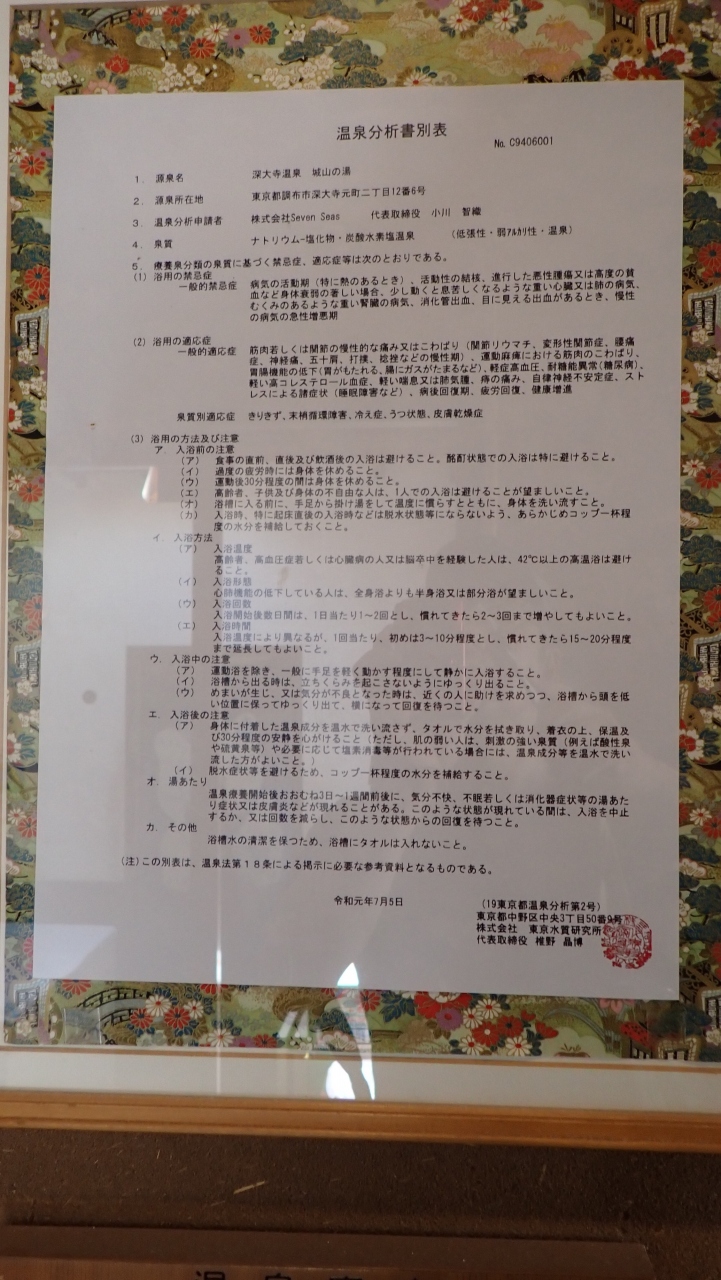 温泉分析書別表
No. C9406001
1. 源泉名 深大寺温泉 城山の湯
2. 源泉所在地 東京都調布市深大寺元町二丁目12番6号
3. 温泉分析申請者 株式会社Seven Seas 代表取締役 小川 智織
4. 泉質 ナトリウム-塩化物・炭酸水素塩温泉 (低張性・弱アルカリ性・温泉)
5. 療養泉分類の泉質に基づく禁忌症、適応症等は次のとおりである。
(1) 浴用の禁忌症
一般的禁忌症 病気の活動期(特に熱のあるとき)、活動性の結核、進行した悪性腫瘍又は高度の貧
血など身体衰弱の著しい場合、少し動くと息苦しくなるような重い心臓又は肺の病気、
むくみのあるような重い腎臓の病気、消化管出血、目に見える出血があるとき、慢性
の病気の急性増悪期
(2) 浴用の適応症
一般的適応症 筋肉若しくは関節の慢性的な痛み又はこわばり(関節リウマチ、変形性関節症、腰痛
症、神経痛、五十肩、打撲、捻挫などの慢性期)、運動麻痺における筋肉のこわばり、
胃腸機能の低下(胃がもたれる、腸にガスがたまるなど)、軽症高血圧、耐糖能異常(糖尿病)、
軽い高コレステロール血症、軽い喘息又は肺気腫、痔の痛み、自律神経不安定症、スト
レスによる諸症状(睡眠障害など)、病後回復期、疲労回復、健康増進
泉質別適応症 きりきず、末梢循環障害、冷え症、うつ状態、皮膚乾燥症
(3) 浴用の方法及び注意
ア. 入浴前の注意
(ア) 食事の直前、直後及び飲酒後の入浴は避けること。酩酊状態での入浴は特に避けること。
(イ) 過度の疲労時には身体を休めること。
(ウ) 運動後30分程度の間は身体を休めること。
(エ) 高齢者、子供及び身体の不自由な人は、1人での入浴は避けることが望ましいこと。
(オ) 浴槽に入る前に、手足から掛け湯をして温度に慣らすとともに、身体を洗い流すこと。
(カ) 入浴時、特に起床直後の入浴時などは脱水状態等にならないよう、あらかじめコップ一杯程
度の水分を補給しておくこと。
イ. 入浴方法
(ア) 入浴温度
高齢者、高血圧症若しくは心臓病の人又は脳卒中を経験した人は、42℃以上の高温浴は避け
ること。
(イ) 入浴形態
心肺機能の低下している人は、全身浴よりも半身浴又は部分浴が望ましいこと。
(ウ) 入浴回数
入浴開始後数日間は、1日当たり1~2回とし、慣れてきたら2~3回まで増やしてもよいこと。
(エ) 入浴時間
入浴温度により異なるが、1回当たり、初めは3~10分程度とし、慣れてきたら15~20分程度
まで延長してもよいこと。
ウ. 入浴中の注意
(ア) 運動浴を除き、一般に手足を軽く動かす程度にして静かに入浴すること。
(イ) 浴槽から出る時は、立ちくらみを起こさないようにゆっくり出ること。
(ウ) めまいが生じ、又は気分が不良となった時は、近くの人に助けを求めつつ、浴槽から頭を低
い位置に保ってゆっくり出て、横になって回復を待つこと。
エ. 入浴後の注意
(ア) 身体に付着した温泉成分を温水で洗い流さず、タオルで水分を拭き取り、着衣の上、保温及
び30分程度の安静を心がけること(ただし、肌の弱い人は、刺激の強い泉質(例えば酸性泉
や硫黄泉等)や必要に応じて塩素消毒等が行われている場合には、温泉成分等を温水で洗い
流した方がよいこと。)
(イ) 脱水症状等を避けるため、コップ一杯程度の水分を補給すること。
オ. 湯あたり
温泉療養開始後おおむね3日~1週間前後に、気分不快、不眠若しくは消化器症状等の湯あた
り症状又は皮膚炎などが現れることがある。このような状態が現れている間は、入浴を中止
するか、又は回数を減らし、このような状態からの回復を待つこと。
カ. その他
浴槽水の清潔を保つため、浴槽にタオルは入れないこと。
(注)この別表は、温泉法第18条による掲示に必要な参考資料となるものである。
令和元年7月5日
(19東京都温泉分析第2号)
東京都中野区中央3丁目50番9号
株式会社 東京水質研究所
代表取締役 椎野 晶博